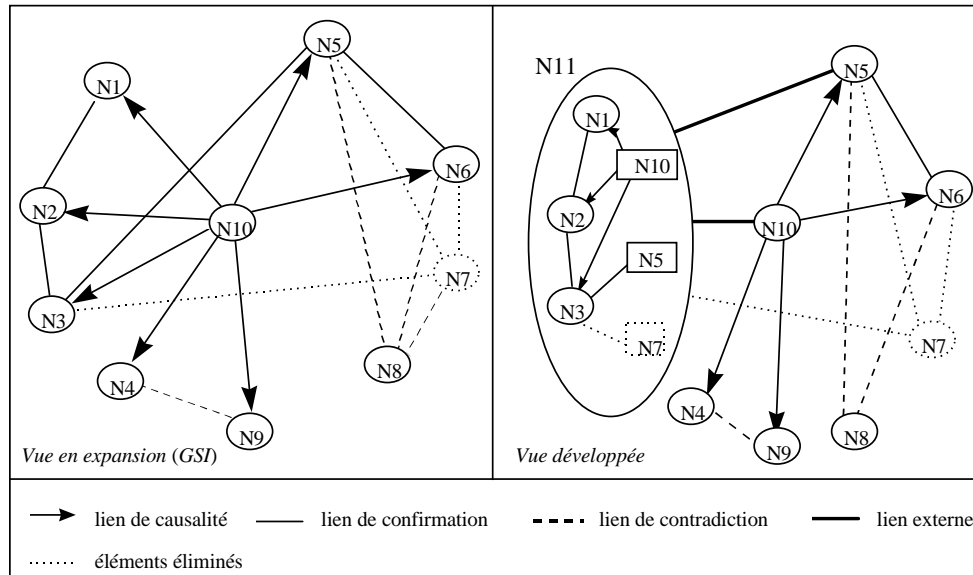 N5
N1
N6
N2
N10
N7
N3
N8
N4
N9
Vue en expansion (GSI)
N11
N5
N1
N10
N6
N2
N10
N5
N3
N7
N7
N4
N8
N9
Vue développée
lien de causalité
lien de confirmation
lien de contradiction
lien externe
éléments éliminés